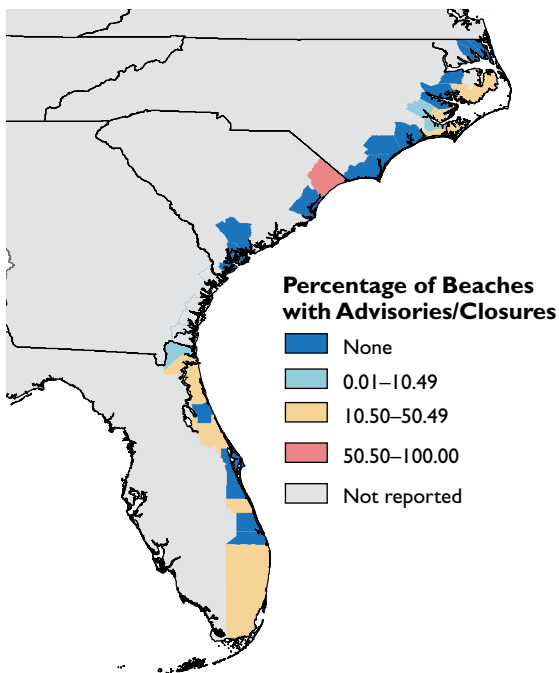 Percentage of Beaches
with Advisories/Closures
None
0.01–10.49
10.50–50.49
50.50–100.00
Not reported